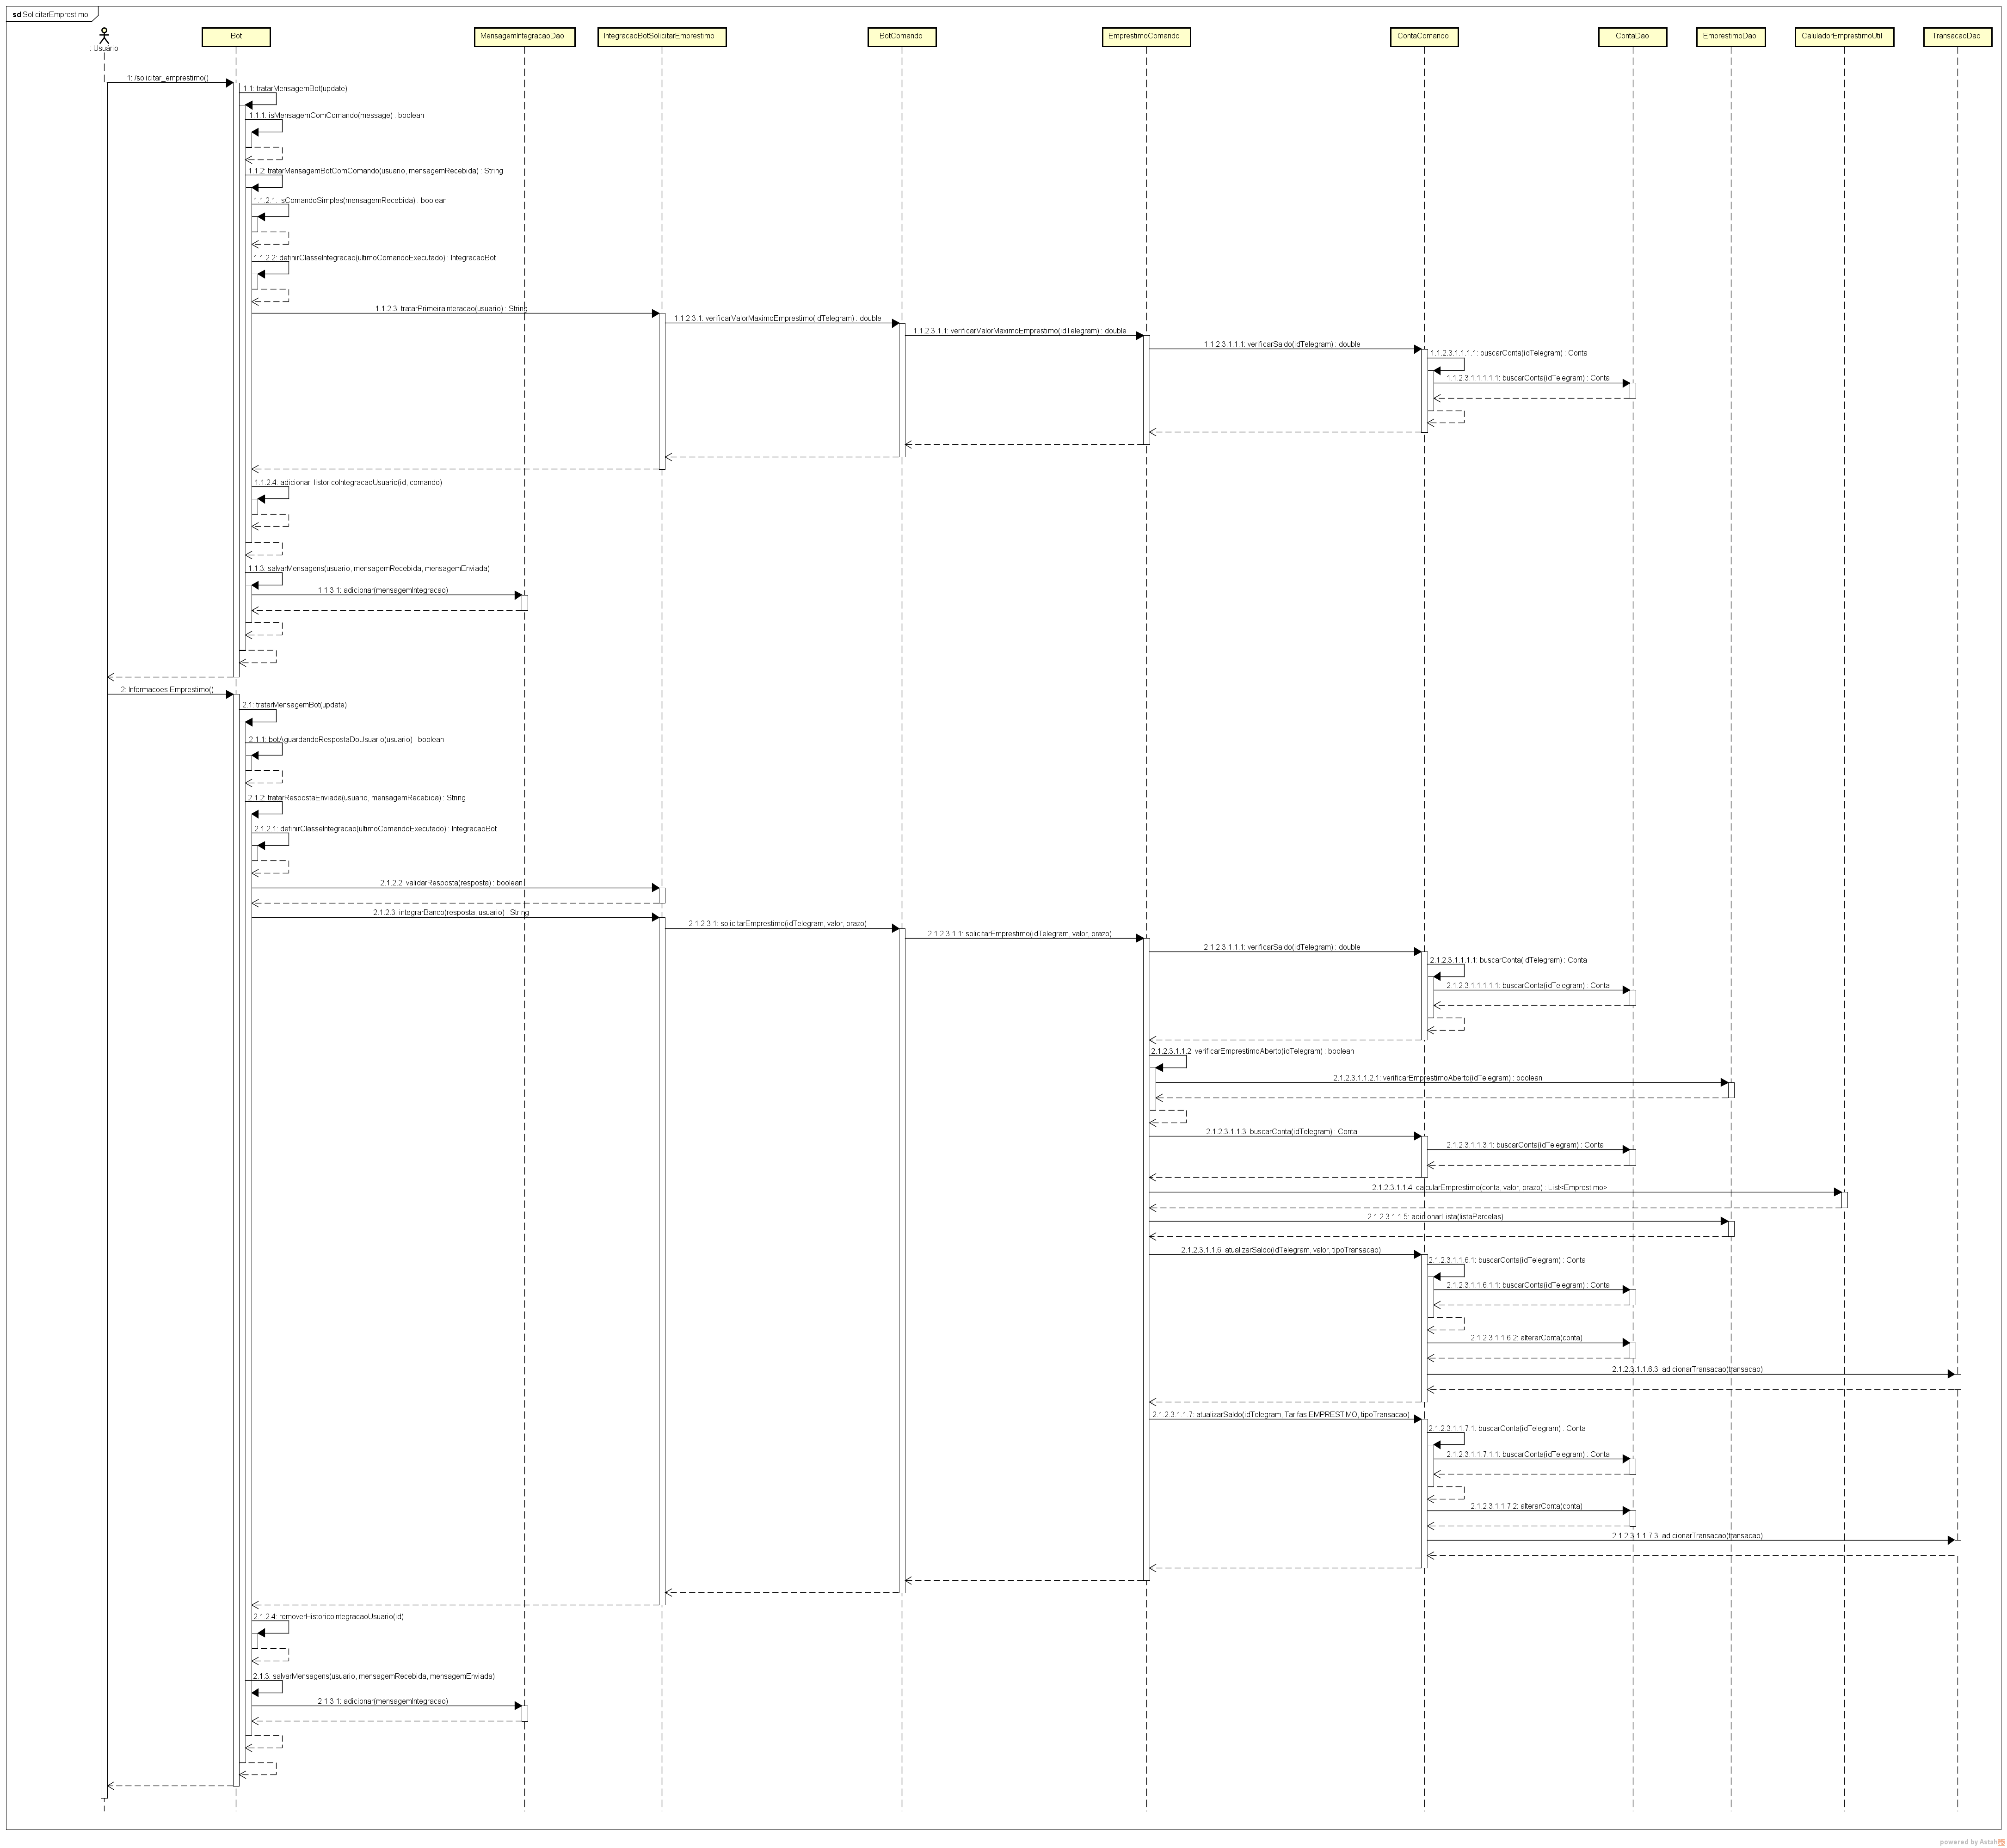 sd SolicitarEmprestimo
: Usuário
Bot
MensagemIntegracaoDao
IntegracaoBotSolicitarEmprestimo
BotComando
EmprestimoComando
ContaComando
ContaDao
EmprestimoDao
CaluladorEmprestimoUtil
TransacaoDao
1: /solicitar_emprestimo()
1.1: tratarMensagemBot(update)
1.1.1: isMensagemComComando(message) : boolean
1.1.2: tratarMensagemBotComComando(usuario, mensagemRecebida) : String
1.1.2.1: isComandoSimples(mensagemRecebida) : boolean
1.1.2.2: definirClasseIntegracao(ultimoComandoExecutado) : IntegracaoBot
1.1.2.3: tratarPrimeiraInteracao(usuario) : String
1.1.2.3.1: verificarValorMaximoEmprestimo(idTelegram) : double
1.1.2.3.1.1: verificarValorMaximoEmprestimo(idTelegram) : double
1.1.2.3.1.1.1: verificarSaldo(idTelegram) : double
1.1.2.3.1.1.1.1: buscarConta(idTelegram) : Conta
1.1.2.3.1.1.1.1.1: buscarConta(idTelegram) : Conta
1.1.2.4: adicionarHistoricoIntegracaoUsuario(id, comando)
1.1.3: salvarMensagens(usuario, mensagemRecebida, mensagemEnviada)
1.1.3.1: adicionar(mensagemIntegracao)
2: Informacoes Emprestimo()
2.1: tratarMensagemBot(update)
2.1.1: botAguardandoRespostaDoUsuario(usuario) : boolean
2.1.2: tratarRespostaEnviada(usuario, mensagemRecebida) : String
2.1.2.1: definirClasseIntegracao(ultimoComandoExecutado) : IntegracaoBot
2.1.2.2: validarResposta(resposta) : boolean
2.1.2.3: integrarBanco(resposta, usuario) : String
2.1.2.3.1: solicitarEmprestimo(idTelegram, valor, prazo)
2.1.2.3.1.1: solicitarEmprestimo(idTelegram, valor, prazo)
2.1.2.3.1.1.1: verificarSaldo(idTelegram) : double
2.1.2.3.1.1.1.1: buscarConta(idTelegram) : Conta
2.1.2.3.1.1.1.1.1: buscarConta(idTelegram) : Conta
2.1.2.3.1.1.2: verificarEmprestimoAberto(idTelegram) : boolean
2.1.2.3.1.1.2.1: verificarEmprestimoAberto(idTelegram) : boolean
2.1.2.3.1.1.3: buscarConta(idTelegram) : Conta
2.1.2.3.1.1.3.1: buscarConta(idTelegram) : Conta
2.1.2.3.1.1.4: calcularEmprestimo(conta, valor, prazo) : List<Emprestimo>
2.1.2.3.1.1.5: adicionarLista(listaParcelas)
2.1.2.3.1.1.6: atualizarSaldo(idTelegram, valor, tipoTransacao)
2.1.2.3.1.1.6.1: buscarConta(idTelegram) : Conta
2.1.2.3.1.1.6.1.1: buscarConta(idTelegram) : Conta
2.1.2.3.1.1.6.2: alterarConta(conta)
2.1.2.3.1.1.6.3: adicionarTransacao(transacao)
2.1.2.3.1.1.7: atualizarSaldo(idTelegram, Tarifas.EMPRESTIMO, tipoTransacao)
2.1.2.3.1.1.7.1: buscarConta(idTelegram) : Conta
2.1.2.3.1.1.7.1.1: buscarConta(idTelegram) : Conta
2.1.2.3.1.1.7.2: alterarConta(conta)
2.1.2.3.1.1.7.3: adicionarTransacao(transacao)
2.1.2.4: removerHistoricoIntegracaoUsuario(id)
2.1.3: salvarMensagens(usuario, mensagemRecebida, mensagemEnviada)
2.1.3.1: adicionar(mensagemIntegracao)
powered by Astah